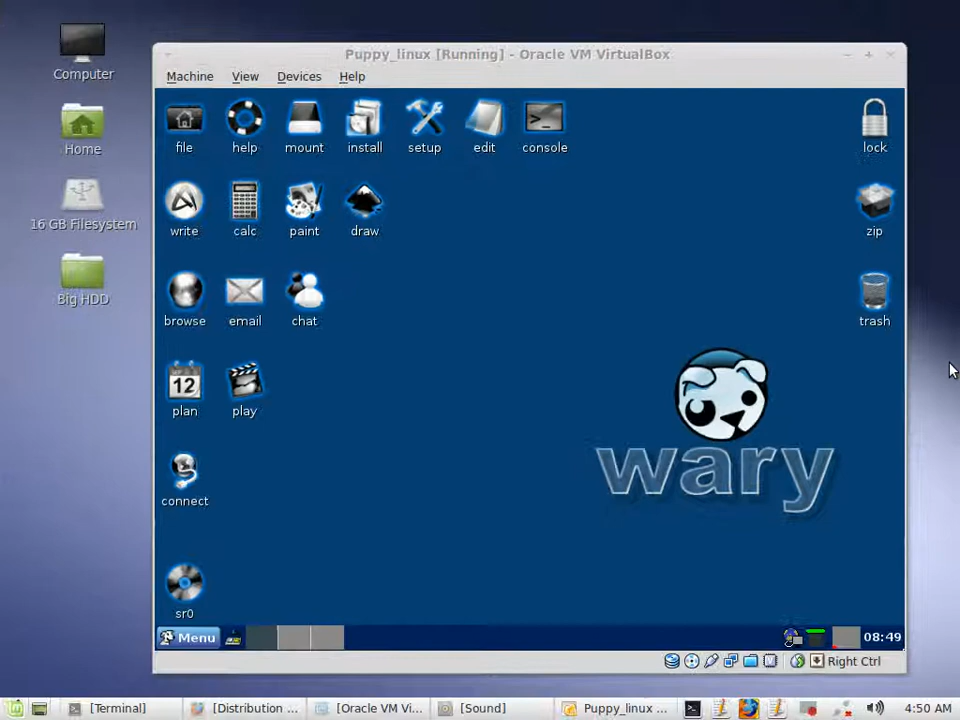 Computer
Home
16 GB Filesystem
Big HDD
Puppy_linux [Running] - Oracle VM VirtualBox
Machine View Devices Help
file help mount install setup edit console lock
write calc paint draw zip
browse email chat trash
12
plan play
connect
wary
sr0
Menu 08:49
Right Ctrl
[Terminal] [Distribution ... [Oracle VM Vi... [Sound] Puppy_linux ... 4:50 AM